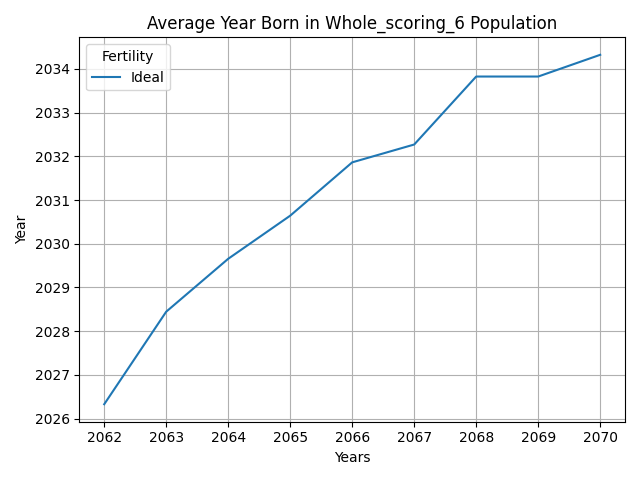 Average Year Born in Whole_scoring_6 Population
Fertility
Ideal
2034
2033
2032
2031
2030
2029
2028
2027
2026
Year
2062 2063 2064 2065 2066 2067 2068 2069 2070
Years